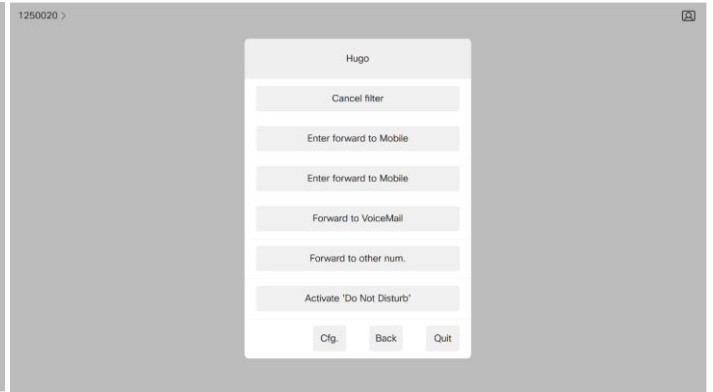 1250020 >
Hugo
Cancel filter
Enter forward to Mobile
Enter forward to Mobile
Forward to VoiceMail
Forward to other num.
Activate 'Do Not Disturb'
Cfg. Back Quit